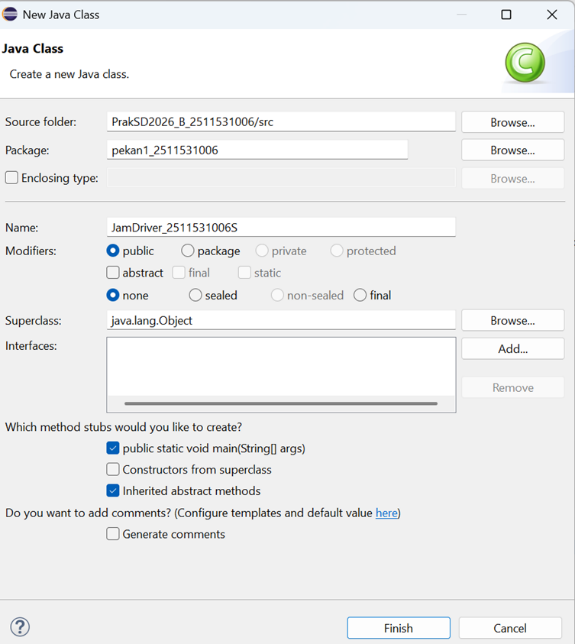 New Java Class
Java Class
Create a new Java class.
Source folder: PrakSD2026_B_2511531006/src Browse...
Package: pekan1_2511531006 Browse...
Enclosing type: Browse...
Name: JamDriver_2511531006S
Modifiers: public package private protected
abstract final static
none sealed non-sealed final
Superclass: java.lang.Object Browse...
Interfaces: Add...
Remove
Which method stubs would you like to create?
public static void main(String[] args)
Constructors from superclass
Inherited abstract methods
Do you want to add comments? (Configure templates and default value here)
Generate comments
Finish Cancel